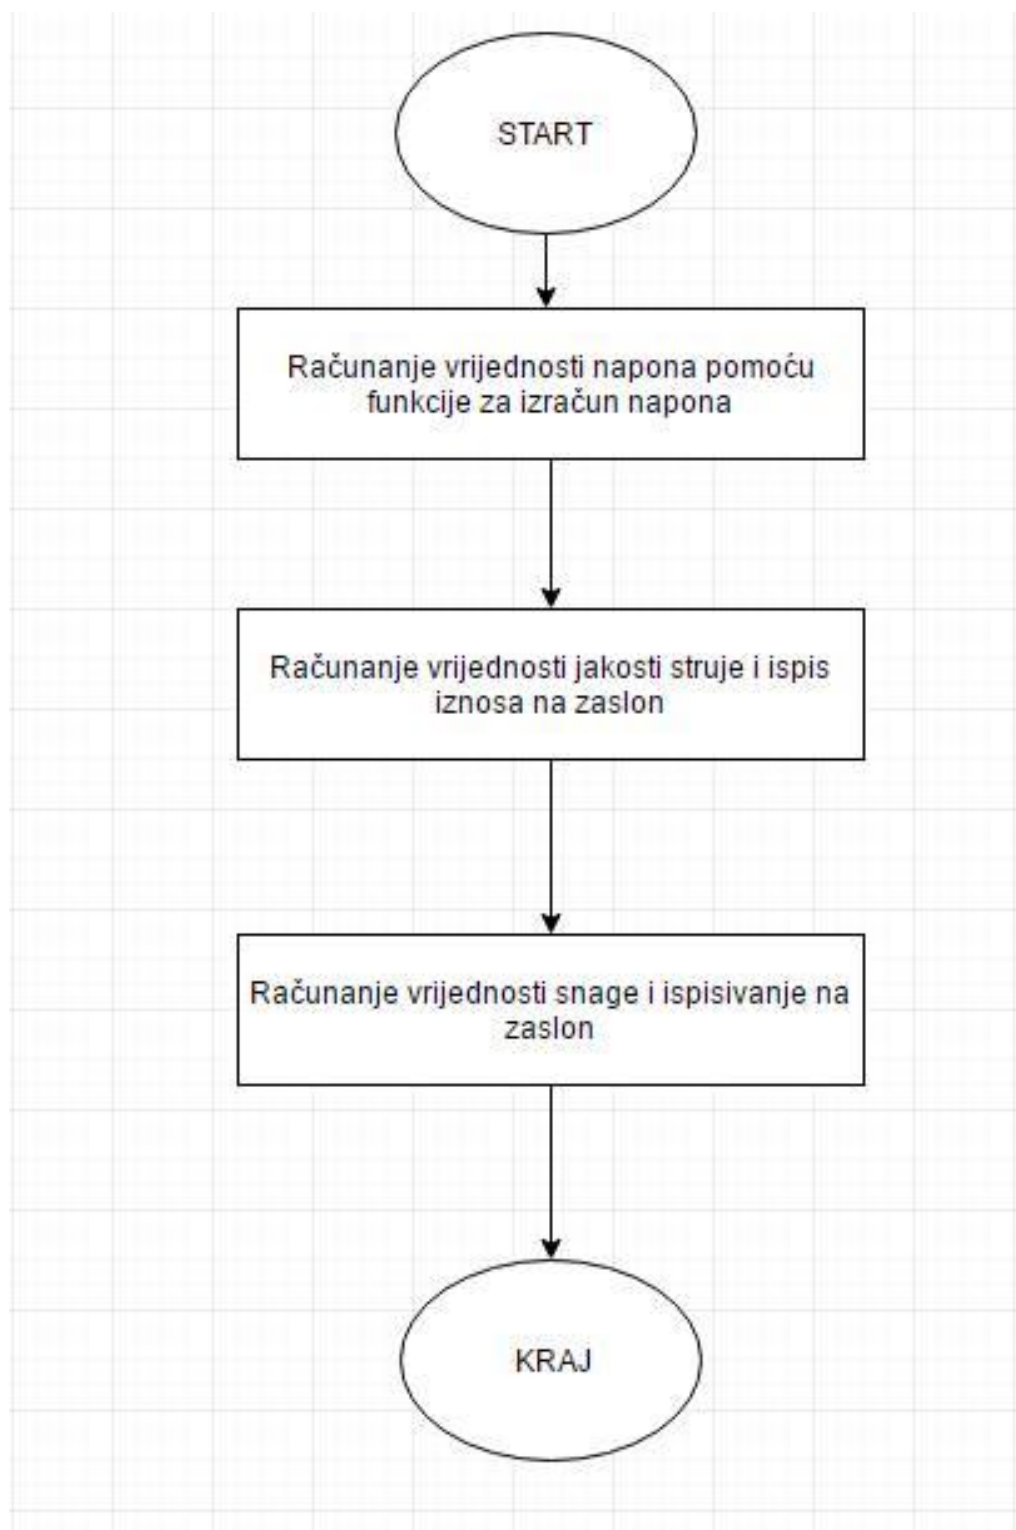 START
Računanje vrijednosti napona pomoću
funkcije za izračun napona
Računanje vrijednosti jakosti struje i ispis
iznosa na zaslon
Računanje vrijednosti snage i ispisivanje na
zaslon
KRAJ